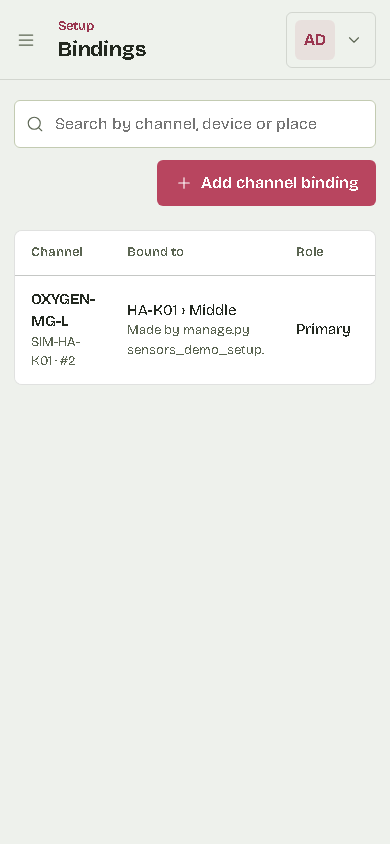 Setup
Bindings
AD
Search by channel, device or place
Add channel binding
Channel
Bound to
Role
OXYGEN-
MG-L
SIM-HA-
K01 · #2
HA-K01 › Middle
Made by manage.py
sensors_demo_setup.
Primary